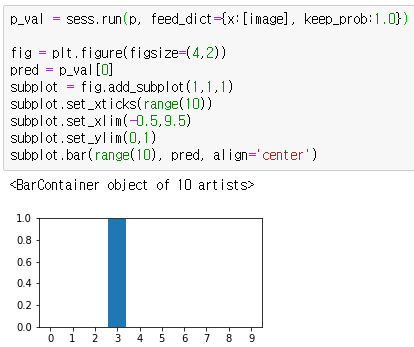 p_val = sess.run(p, feed_dict={x:[image], keep_prob:1.0})
fig = plt.figure(figsize=(4,2))
pred = p_val[0]
subplot = fig.add_subplot(1,1,1)
subplot.set_xticks(range(10))
subplot.set_xlim(-0.5,9.5)
subplot.set_ylim(0,1)
subplot.bar(range(10), pred, align='center')
<BarContainer object of 10 artists>
1.0
0.8
0.6
0.4
0.2
0.0
0 1 2 3 4 5 6 7 8 9